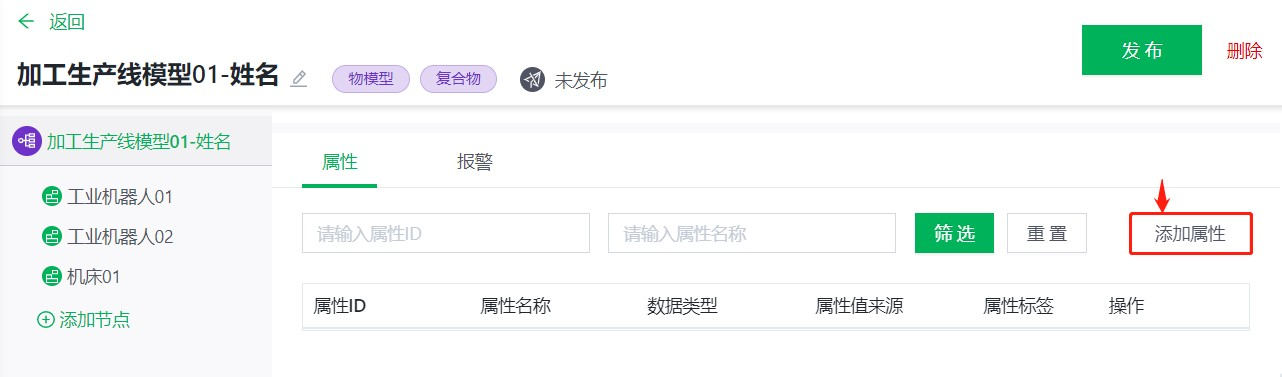 返回
发布 删除
加工生产线模型01-姓名 物模型 复合物 未发布
加工生产线模型01-姓名
属性 报警
工业机器人01
工业机器人02
机床01
添加节点
请输入属性ID 请输入属性名称 筛选 重置 添加属性
属性ID 属性名称 数据类型 属性值来源 属性标签 操作